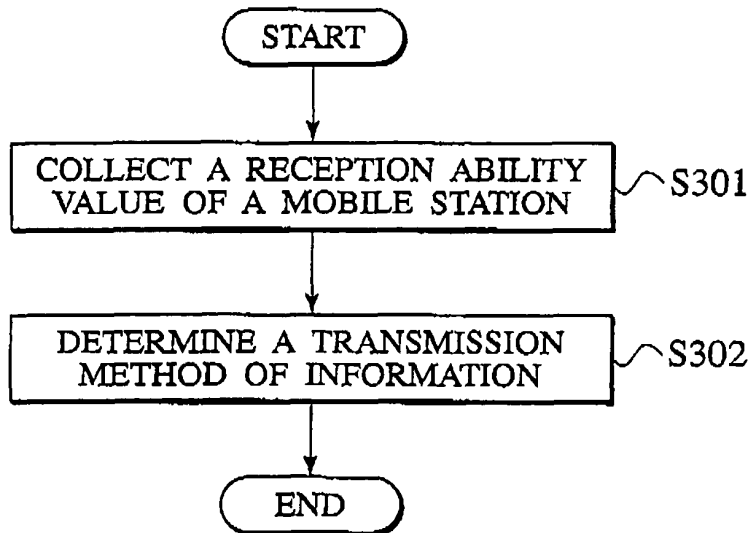 START
COLLECT A RECEPTION ABILITY
VALUE OF A MOBILE STATION
S301
DETERMINE A TRANSMISSION
METHOD OF INFORMATION
S302
END